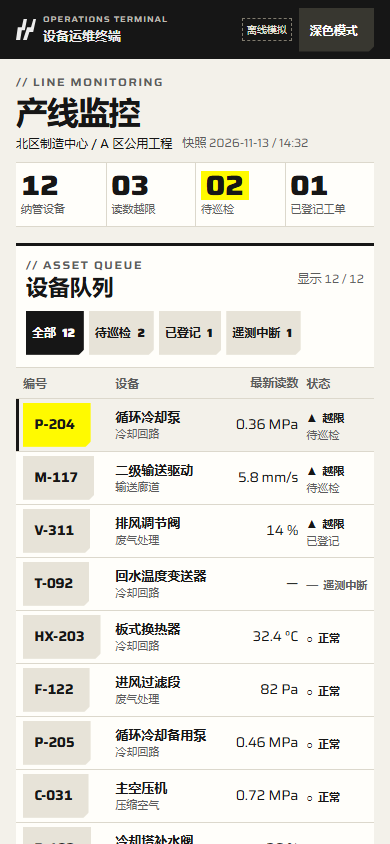 OPERATIONS TERMINAL
设备运维终端
离线模拟
深色模式
// LINE MONITORING
产线监控
北区制造中心 / A 区公用工程 快照 2026-11-13 / 14:32
12 03 02 01
纳管设备 读数越限 待巡检 已登记工单
// ASSET QUEUE
设备队列
显示 12 / 12
全部 12 待巡检 2 已登记 1 遥测中断 1
编号 设备 最新读数 状态
P-204 循环冷却泵 0.36 MPa ▲ 越限
冷却回路 待巡检
M-117 二级输送驱动 5.8 mm/s ▲ 越限
输送廊道 待巡检
V-311 排风调节阀 14 % ▲ 越限
废气处理 已登记
T-092 回水温度变送器 — — 遥测中断
冷却回路
HX-203 板式换热器 32.4 °C ○ 正常
冷却回路
F-122 进风过滤段 82 Pa ○ 正常
废气处理
P-205 循环冷却备用泵 0.46 MPa ○ 正常
冷却回路
C-031 主空压机 0.72 MPa ○ 正常
压缩空气
冷却塔补水阀